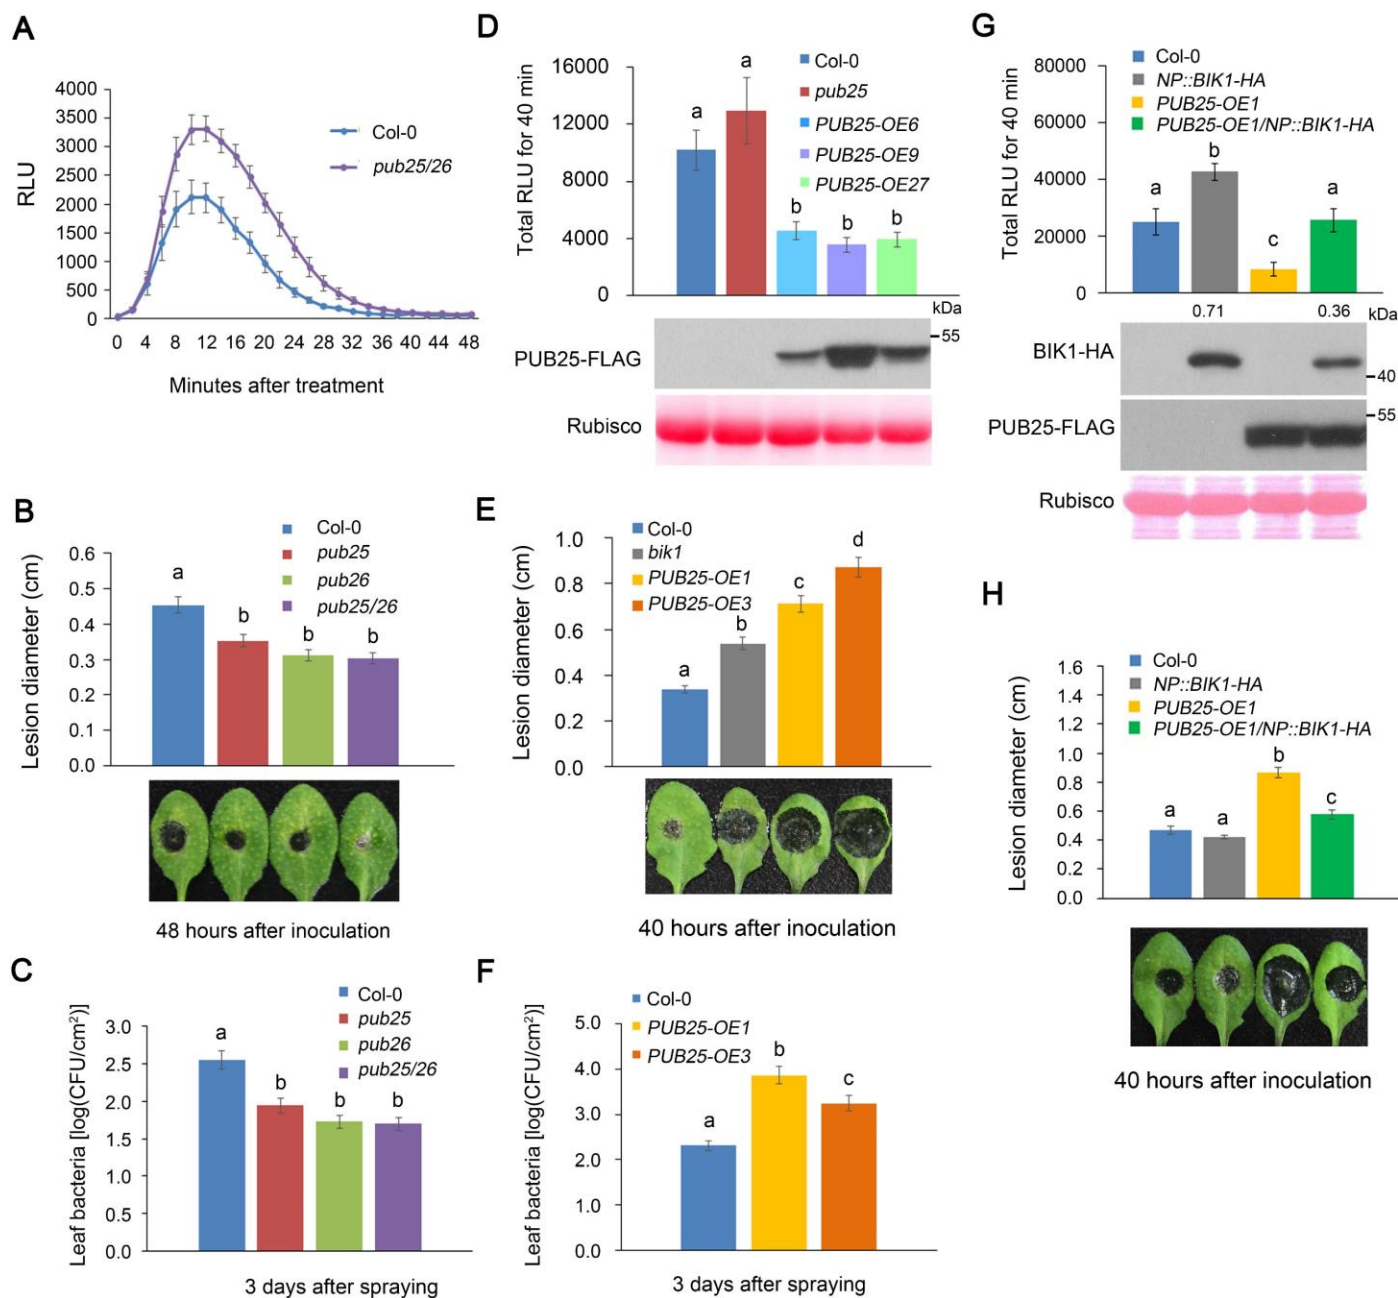 A
4000
3500
3000
2500
2000
1500
1000
500
0
RLU
Col-0
pub25/26
0 4 8 12 16 20 24 28 32 36 40 44 48
Minutes after treatment
B
Col-0
pub25
pub26
pub25/26
0.6
0.5
0.4
0.3
0.2
0.1
0.0
Lesion diameter (cm)
a b b b
48 hours after inoculation
C
Col-0
pub25
pub26
pub25/26
3.0
2.5
2.0
1.5
1.0
0.5
0.0
Leaf bacteria [log(CFU/cm²)]
a b b b
3 days after spraying
D
Col-0
pub25
PUB25-OE6
PUB25-OE9
PUB25-OE27
16000
12000
8000
4000
0
Total RLU for 40 min
a a b b b
kDa
55
PUB25-FLAG
Rubisco
E
Col-0
bik1
PUB25-OE1
PUB25-OE3
1.0
0.8
0.6
0.4
0.2
0.0
Lesion diameter (cm)
a b c d
40 hours after inoculation
F
Col-0
PUB25-OE1
PUB25-OE3
5.0
4.0
3.0
2.0
1.0
0.0
Leaf bacteria [log(CFU/cm²)]
a b c
3 days after spraying
G
Col-0
NP::BIK1-HA
PUB25-OE1
PUB25-OE1/NP::BIK1-HA
80000
60000
40000
20000
0
Total RLU for 40 min
a b c a
0.71 0.36 kDa
BIK1-HA
40
55
PUB25-FLAG
Rubisco
H
Col-0
NP::BIK1-HA
PUB25-OE1
PUB25-OE1/NP::BIK1-HA
1.6
1.4
1.2
1.0
0.8
0.6
0.4
0.2
0.0
Lesion diameter (cm)
a a b c
40 hours after inoculation